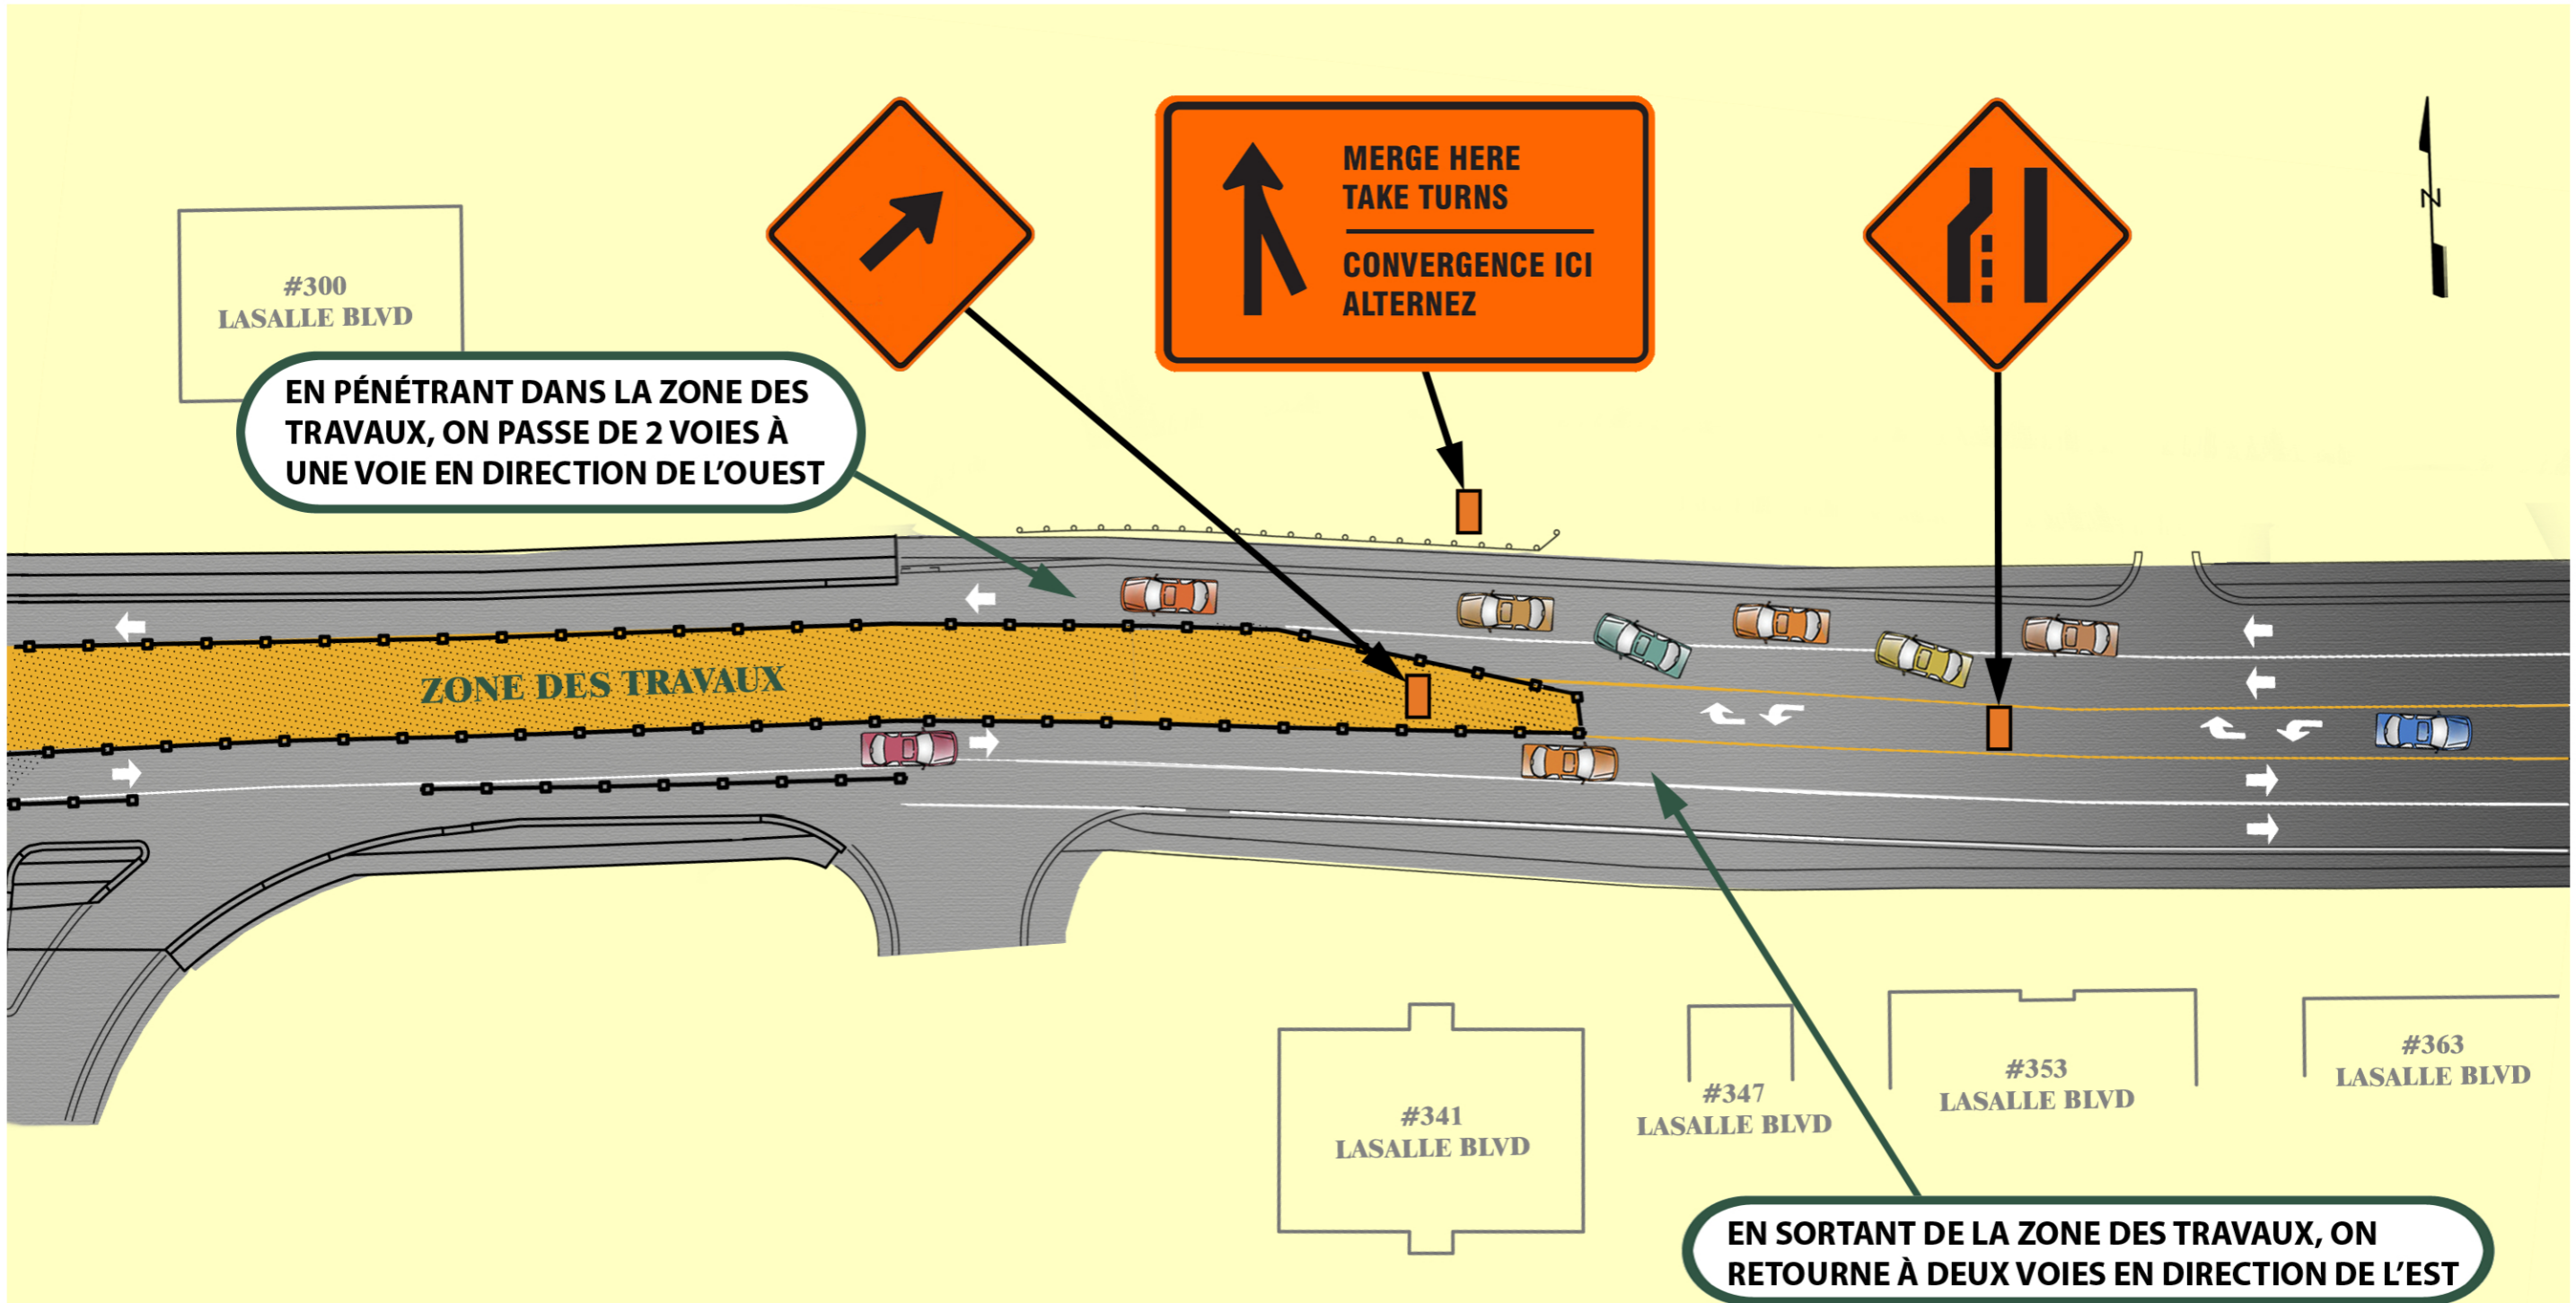 MERGE HERE
TAKE TURNS
CONVERGENCE ICI
ALTERNEZ
N
#300
LASALLE BLVD
EN PÉNÉTRANT DANS LA ZONE DES
TRAVAUX, ON PASSE DE 2 VOIES À
UNE VOIE EN DIRECTION DE L'OUEST
ZONE DES TRAVAUX
#341
LASALLE BLVD
#347
LASALLE BLVD
#353
LASALLE BLVD
#363
LASALLE BLVD
EN SORTANT DE LA ZONE DES TRAVAUX, ON
RETOURNE À DEUX VOIES EN DIRECTION DE L'EST